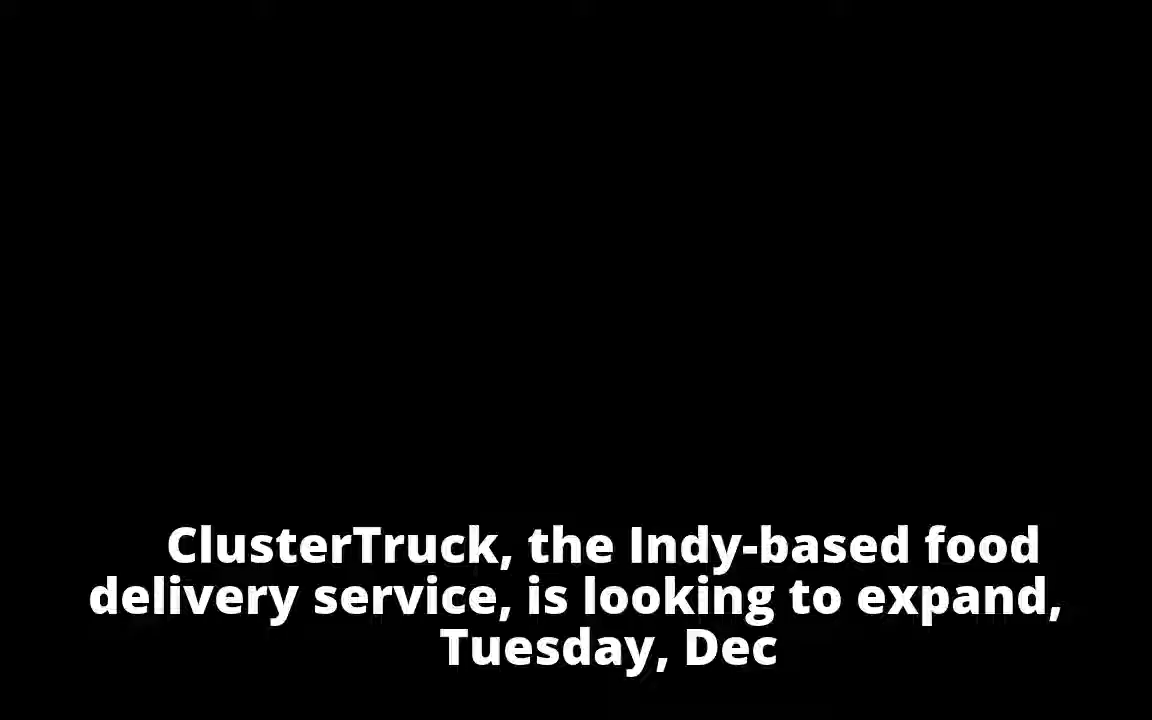 ClusterTruck, the Indy-based food
delivery service, is looking to expand,
Tuesday, Dec